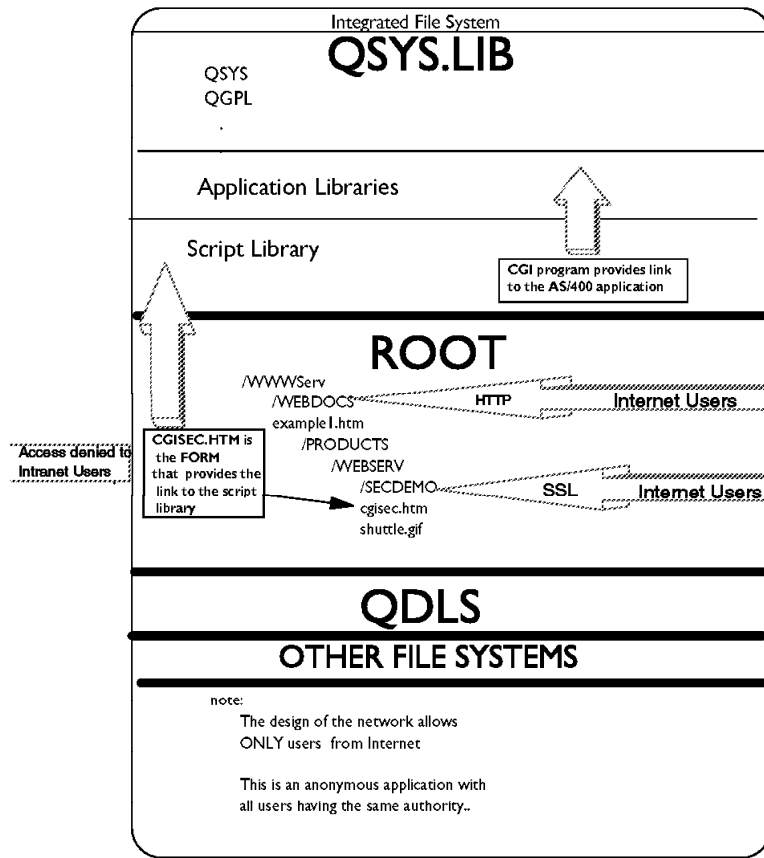 Integrated File System
QSYS.LIB
QSYS
QGPL
.
Application Libraries
Script Library
CGI program provides link
to the AS/400 application
ROOT
/WWWServ
/WEBDOCS
example1.htm
/PRODUCTS
/WEBSERV
/SECDEMO
cgisec.htm
shuttle.gif
HTTP
Internet Users
SSL
Internet Users
Access denied to
Intranet Users
CGISEC.HTM is
the FORM
that provides the
link to the script
library
QDLS
OTHER FILE SYSTEMS
note:
The design of the network allows
ONLY users from Internet
This is an anonymous application with
all users having the same authority..